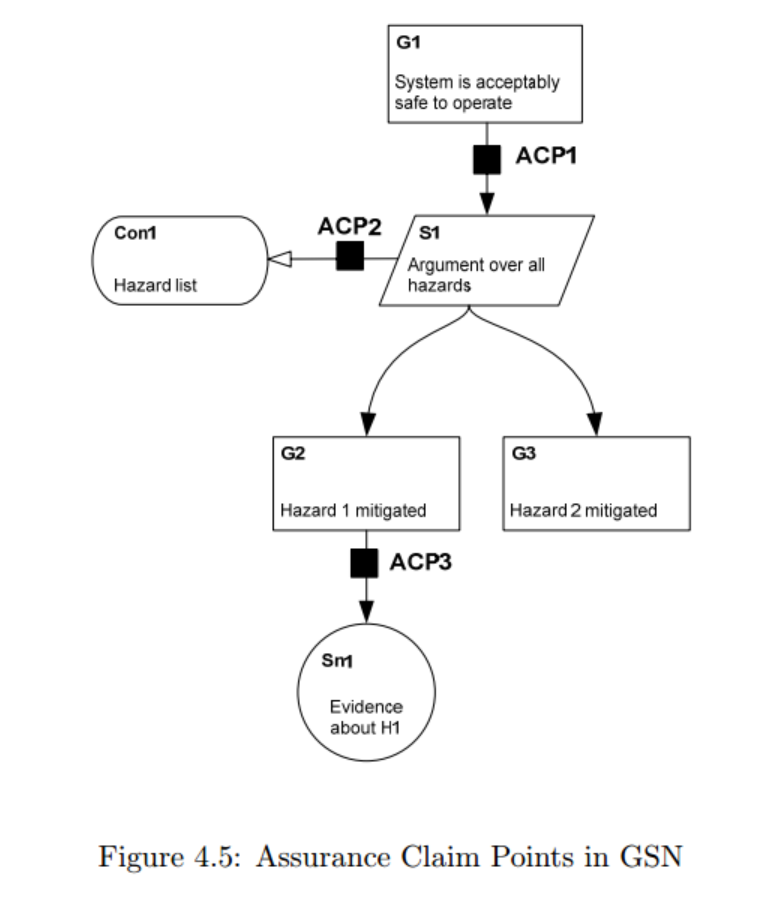 G1
System is acceptably
safe to operate
ACP1
ACP2
Con1
Hazard list
S1
Argument over all
hazards
G2
Hazard 1 mitigated
G3
Hazard 2 mitigated
ACP3
Sn1
Evidence
about H1
Figure 4.5: Assurance Claim Points in GSN